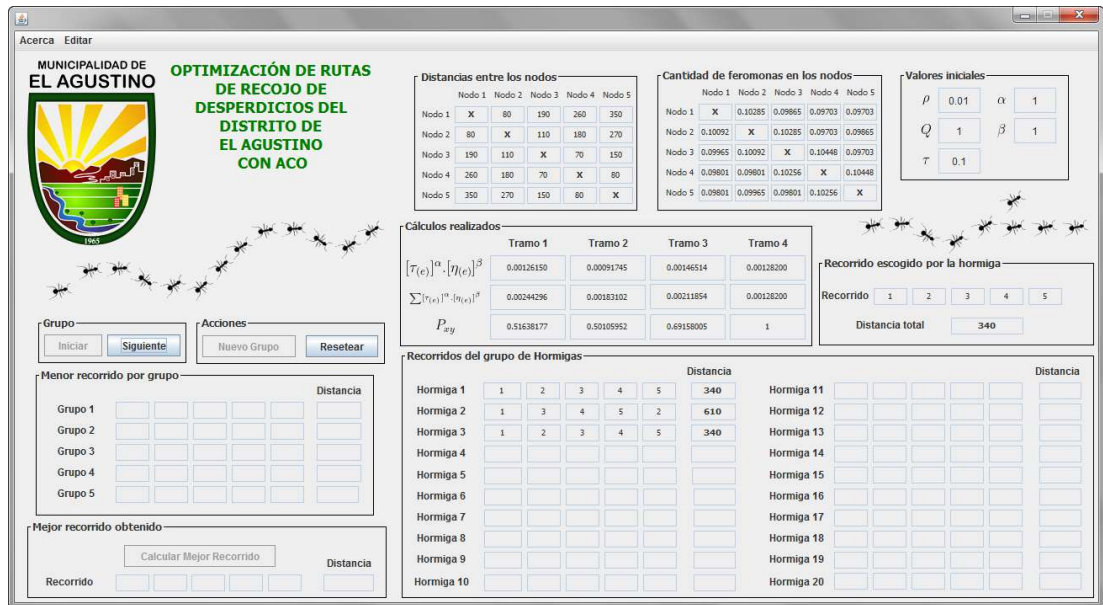 Acerca Editar
MUNICIPALIDAD DE
EL AGUSTINO
1965
OPTIMIZACIÓN DE RUTAS
DE RECOJO DE
DESPERDICIOS DEL
DISTRITO DE
EL AGUSTINO
CON ACO
Distancias entre los nodos
Nodo 1 Nodo 2 Nodo 3 Nodo 4 Nodo 5
Nodo 1 X 80 190 260 350
Nodo 2 80 X 110 180 270
Nodo 3 190 110 X 70 150
Nodo 4 260 180 70 X 80
Nodo 5 350 270 150 80 X
Cantidad de feromonas en los nodos
Nodo 1 Nodo 2 Nodo 3 Nodo 4 Nodo 5
Nodo 1 X 0.10285 0.09865 0.09703 0.09703
Nodo 2 0.10092 X 0.10285 0.09703 0.09865
Nodo 3 0.09965 0.10092 X 0.10448 0.09703
Nodo 4 0.09801 0.09801 0.10256 X 0.10448
Nodo 5 0.09801 0.09965 0.09801 0.10256 X
Valores iniciales
ρ 0.01 α 1
Q 1 β 1
τ 0.1
Cálculos realizados
Tramo 1 Tramo 2 Tramo 3 Tramo 4
[τ(e)]^α.[η(e)]^β 0.00126150 0.00091745 0.00146514 0.00128200
∑[τ(e)]^α.[η(e)]^β 0.00244296 0.00183102 0.00211854 0.00128200
Pxy 0.51638177 0.50105952 0.69158005 1
Recorrido escogido por la hormiga
Recorrido 1 2 3 4 5
Distancia total 340
Grupo
Iniciar Siguiente
Acciones
Nuevo Grupo Resetear
Menor recorrido por grupo
Distancia
Grupo 1
Grupo 2
Grupo 3
Grupo 4
Grupo 5
Mejor recorrido obtenido
Calcular Mejor Recorrido
Distancia
Recorrido
Recorridos del grupo de Hormigas
Distancia
Hormiga 1 1 2 3 4 5 340
Hormiga 2 1 3 4 5 2 610
Hormiga 3 1 2 3 4 5 340
Hormiga 4
Hormiga 5
Hormiga 6
Hormiga 7
Hormiga 8
Hormiga 9
Hormiga 10
Distancia
Hormiga 11
Hormiga 12
Hormiga 13
Hormiga 14
Hormiga 15
Hormiga 16
Hormiga 17
Hormiga 18
Hormiga 19
Hormiga 20